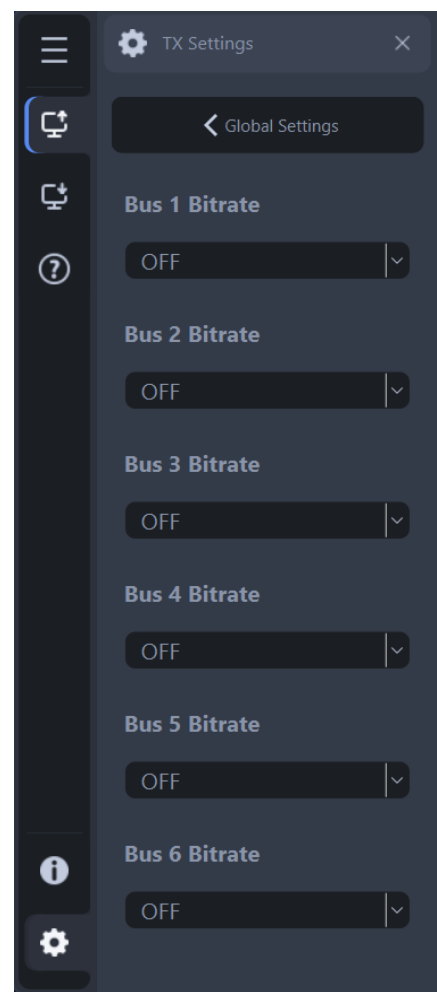 TX Settings
Global Settings
Bus 1 Bitrate
OFF
Bus 2 Bitrate
OFF
Bus 3 Bitrate
OFF
Bus 4 Bitrate
OFF
Bus 5 Bitrate
OFF
Bus 6 Bitrate
OFF